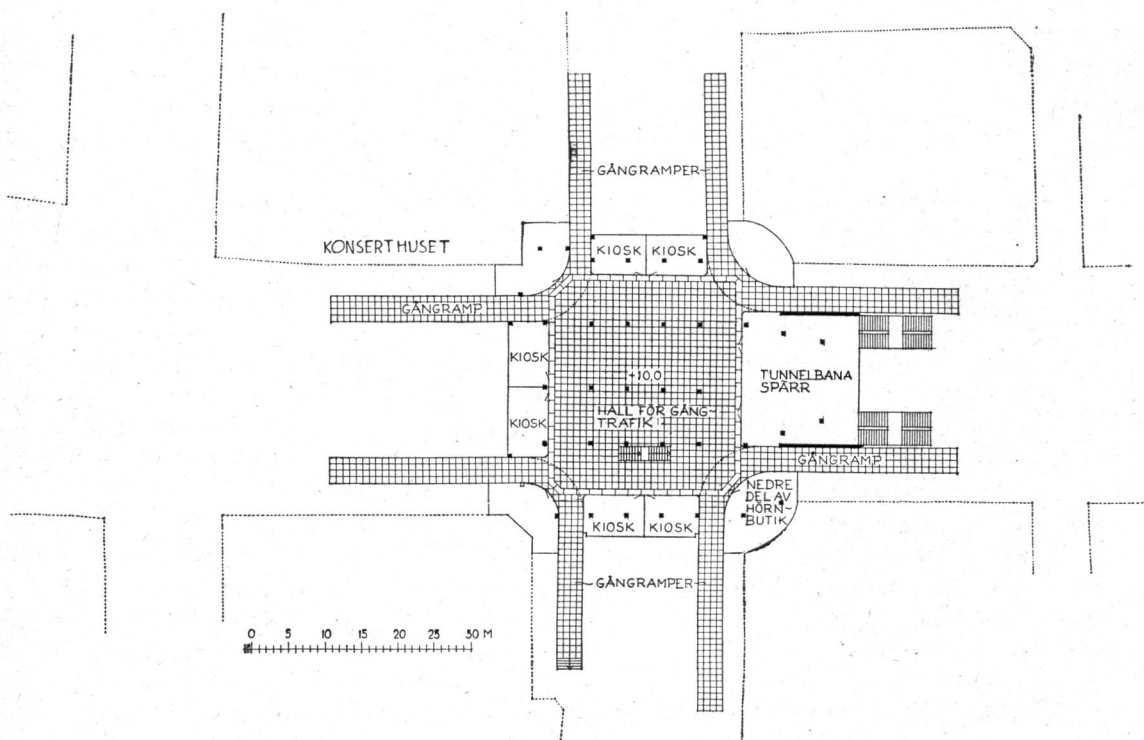 GÅNGRAMPER
KONSERTHUSET
KIOSK KIOSK
GÅNGRAMP
KIOSK
TUNNELBANA
SPÄRR
+10,0
HALL FÖR GÅNG-
TRAFIK
KIOSK
GÅNGRAMP
NEDRE
DEL AV
HÖRN-
BUTIK
KIOSK KIOSK
GÅNGRAMPER
0 5 10 15 20 25 30 M